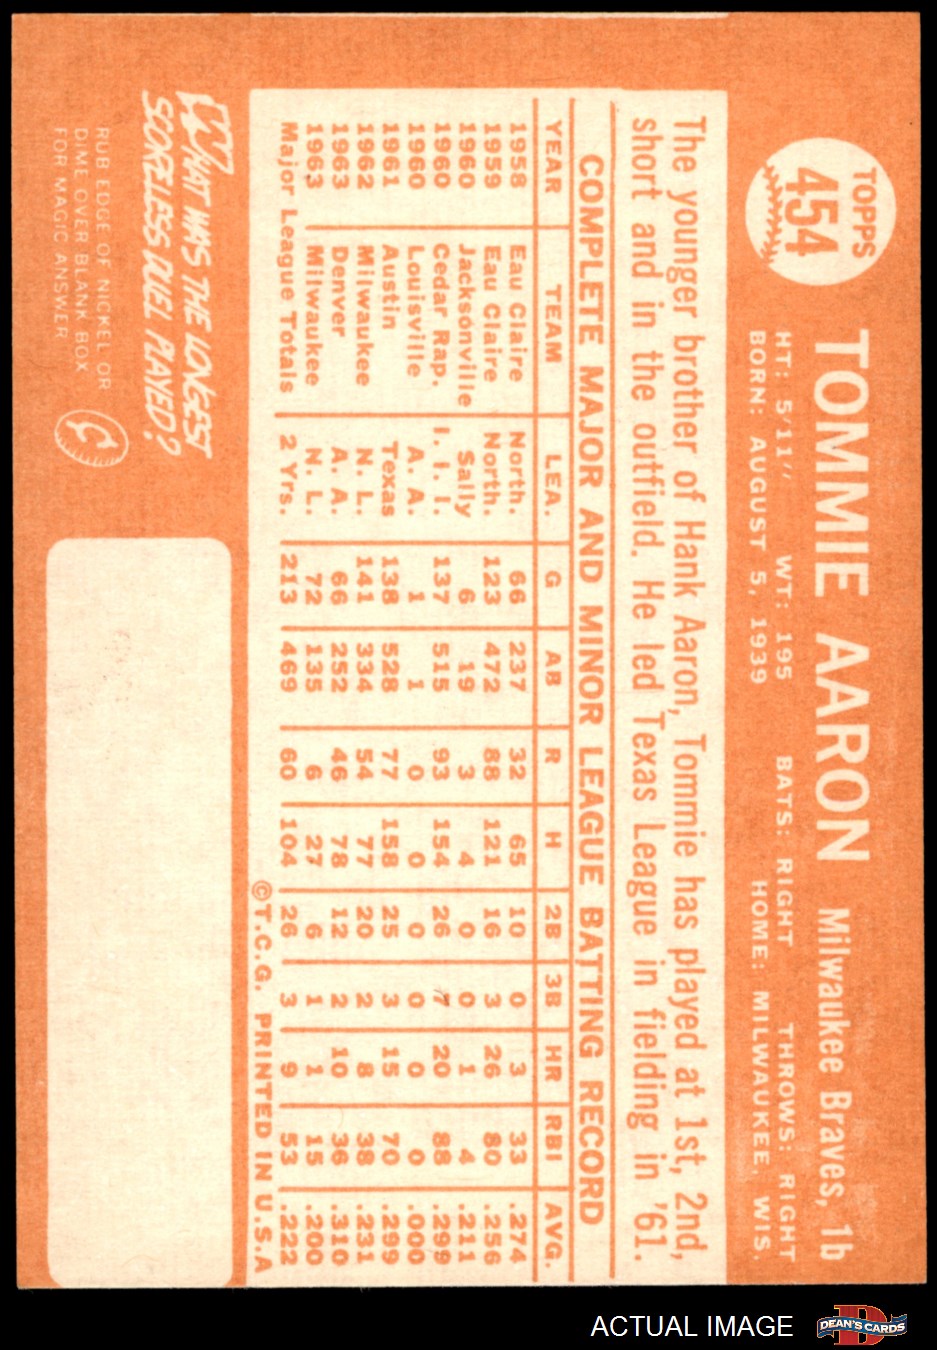 TOPPS
454
TOMMIE AARON Milwaukee Braves, 1b
HT: 5'11" WT: 195 BATS: RIGHT THROWS: RIGHT
BORN: AUGUST 5, 1939 HOME: MILWAUKEE, WIS.
The younger brother of Hank Aaron, Tommie has played at 1st, 2nd,
short and in the outfield. He led Texas League in fielding in '61.
COMPLETE MAJOR AND MINOR LEAGUE BATTING RECORD
YEAR TEAM LEA. G AB R H 2B 3B HR RBI AVG.
1958 Eau Claire North. 66 237 32 65 10 0 3 33 .274
1959 Eau Claire North. 123 472 88 121 16 3 26 80 .256
1960 Jacksonville Sally 6 19 3 4 0 0 1 4 .211
1960 Cedar Rap. I. I. I. 137 515 93 154 26 7 20 88 .299
1960 Louisville A. A. 1 1 0 0 0 0 0 0 .000
1961 Austin Texas 138 528 77 158 25 3 15 70 .299
1962 Milwaukee N. L. 141 334 54 77 20 2 8 38 .231
1963 Denver A. A. 66 252 46 78 12 2 10 36 .310
1963 Milwaukee N. L. 72 135 6 27 6 1 1 15 .200
Major League Totals 2 Yrs. 213 469 60 104 26 3 9 53 .222
©T.C.G. PRINTED IN U.S.A
WHAT WAS THE LONGEST
SCORELESS DUEL PLAYED?
RUB EDGE OF NICKEL OR
DIME OVER BLANK BOX
FOR MAGIC ANSWER
ACTUAL IMAGE
D
DEAN'S CARDS